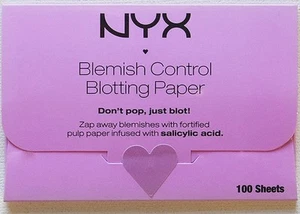 NYX
Blemish Control
Blotting Paper
Don't pop, just blot!
Zap away blemishes with fortified
pulp paper infused with salicylic acid.
100 Sheets